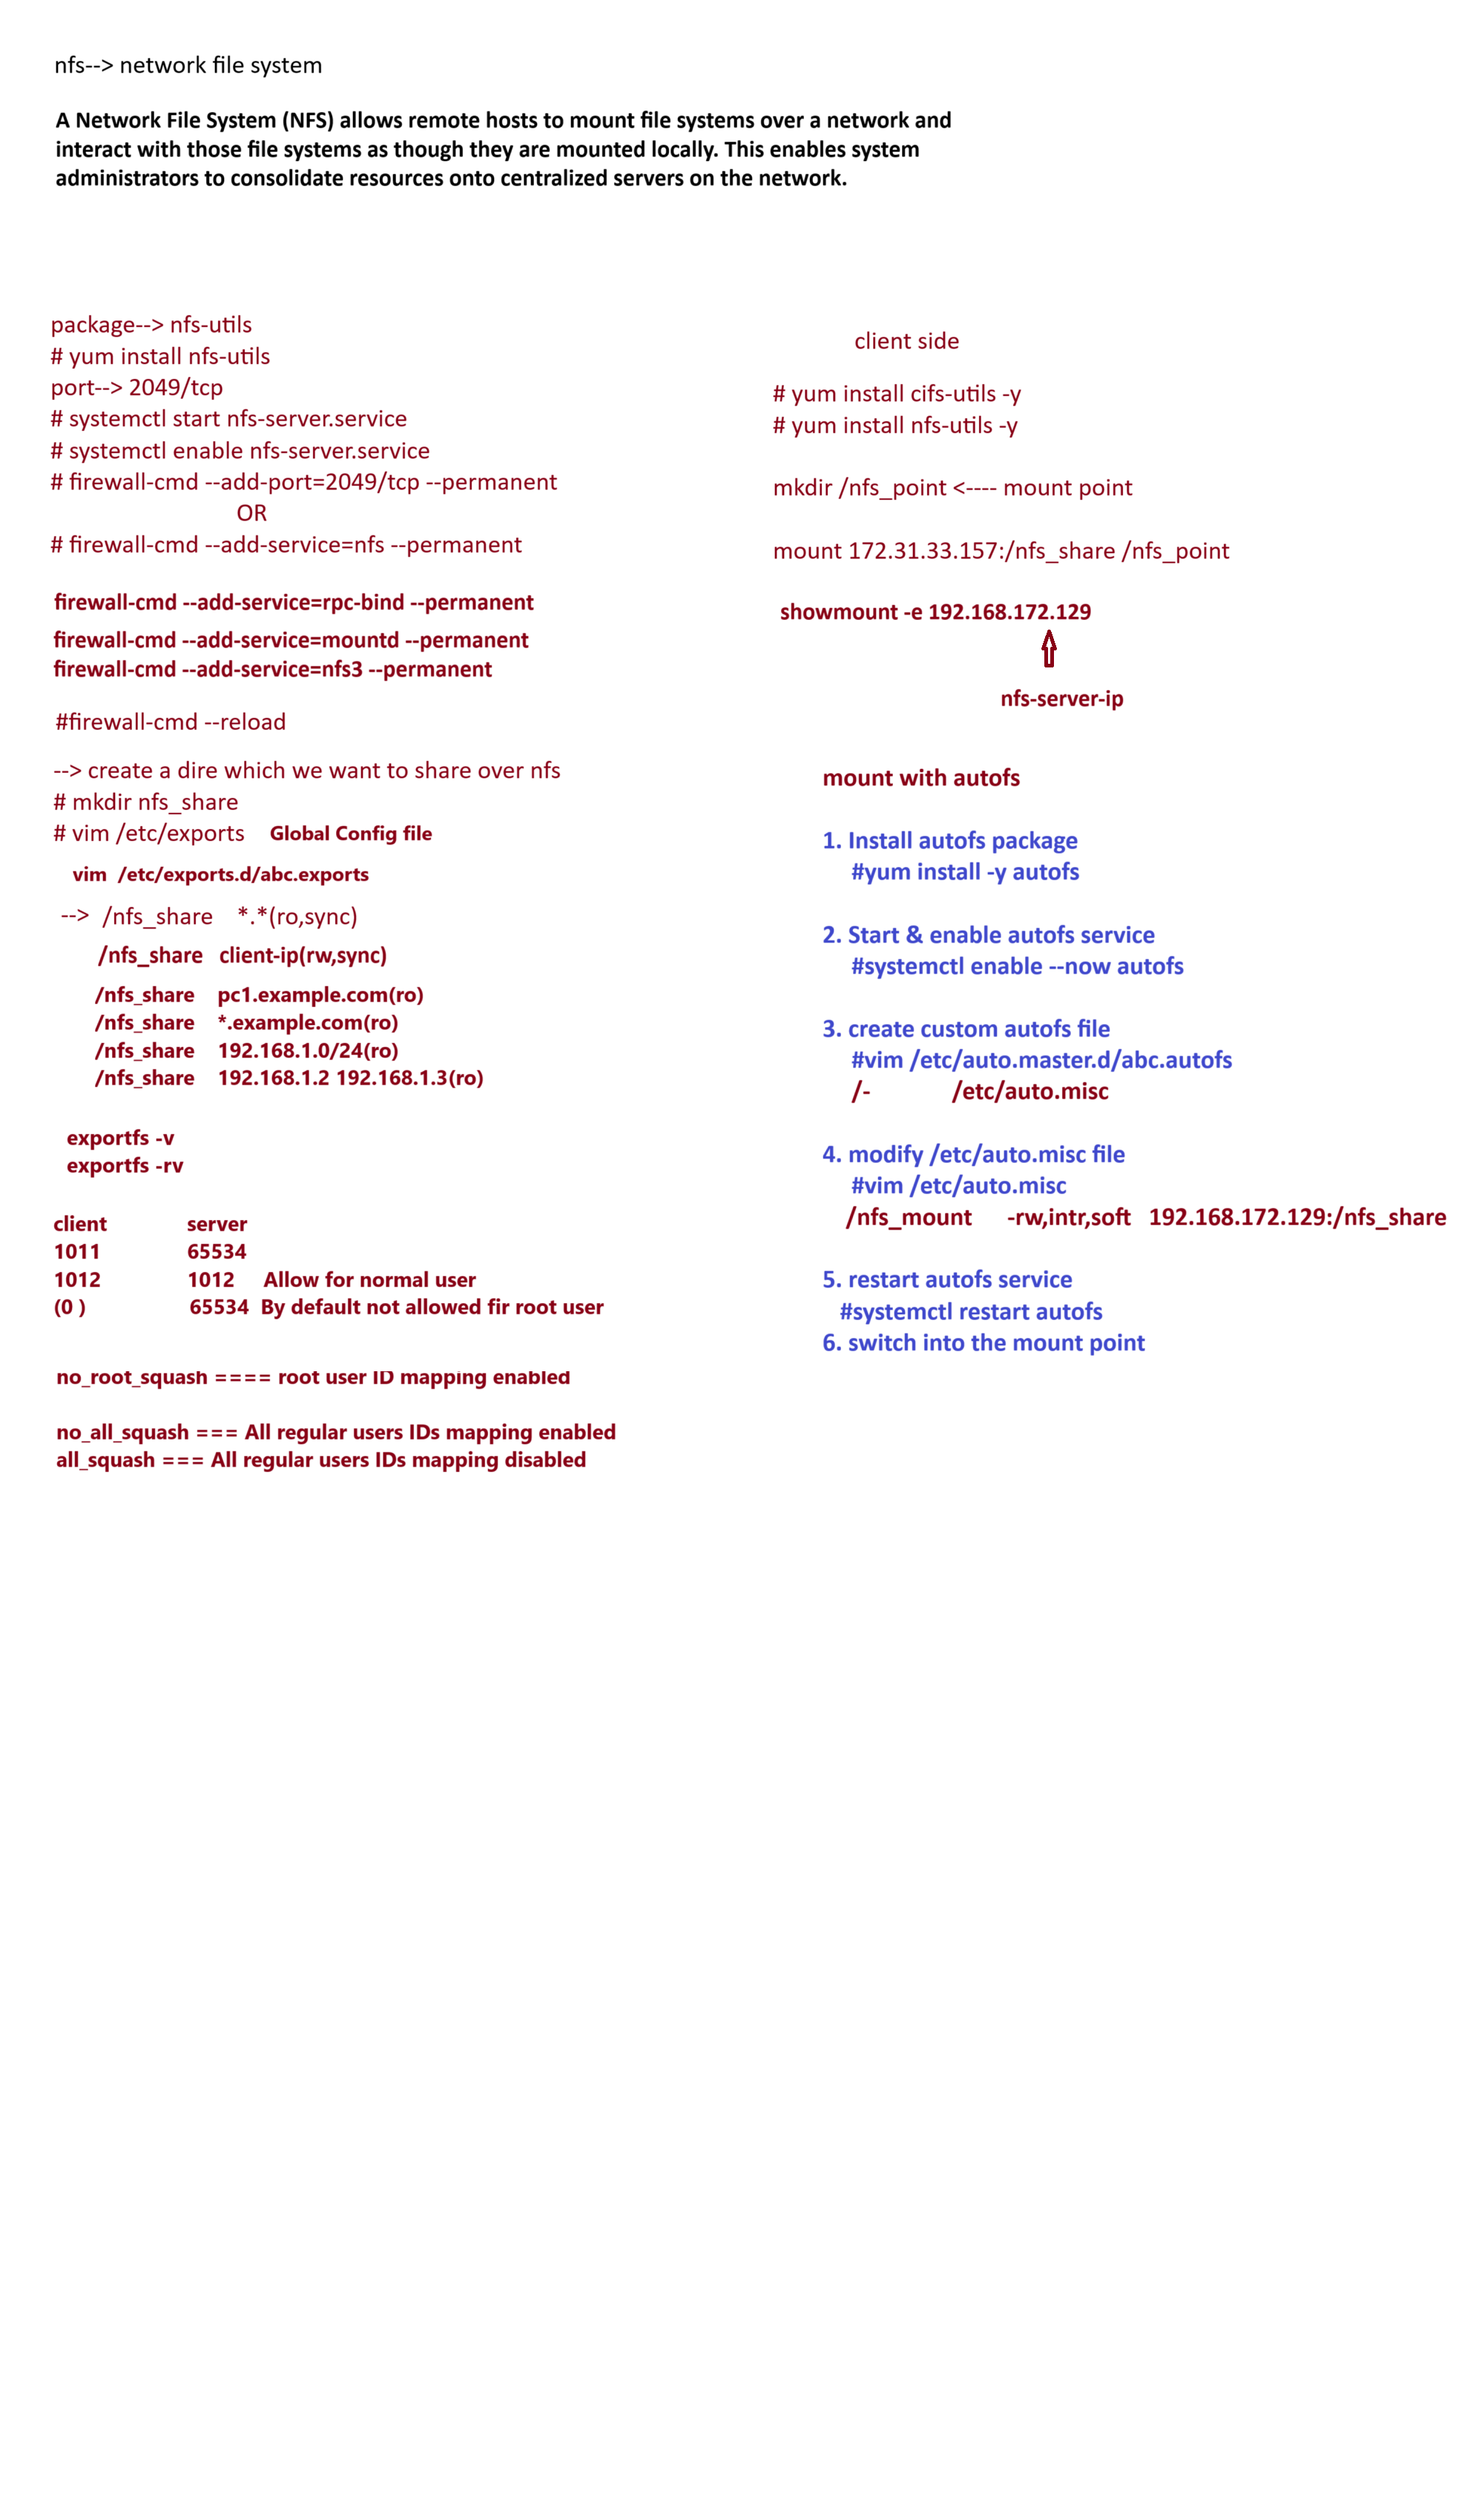 nfs--> network file system
A Network File System (NFS) allows remote hosts to mount file systems over a network and
interact with those file systems as though they are mounted locally. This enables system
administrators to consolidate resources onto centralized servers on the network.
package--> nfs-utils
# yum install nfs-utils
port--> 2049/tcp
# systemctl start nfs-server.service
# systemctl enable nfs-server.service
# firewall-cmd --add-port=2049/tcp --permanent
OR
# firewall-cmd --add-service=nfs --permanent
firewall-cmd --add-service=rpc-bind --permanent
firewall-cmd --add-service=mountd --permanent
firewall-cmd --add-service=nfs3 --permanent
#firewall-cmd --reload
--> create a dire which we want to share over nfs
# mkdir nfs_share
# vim /etc/exports Global Config file
vim /etc/exports.d/abc.exports
--> /nfs_share *.*(ro,sync)
/nfs_share client-ip(rw,sync)
/nfs_share pc1.example.com(ro)
/nfs_share *.example.com(ro)
/nfs_share 192.168.1.0/24(ro)
/nfs_share 192.168.1.2 192.168.1.3(ro)
exportfs -v
exportfs -rv
client server
1011 65534
1012 1012 Allow for normal user
(0 ) 65534 By default not allowed fir root user
no_root_squash ==== root user ID mapping enabled
no_all_squash === All regular users IDs mapping enabled
all_squash === All regular users IDs mapping disabled
client side
# yum install cifs-utils -y
# yum install nfs-utils -y
mkdir /nfs_point <---- mount point
mount 172.31.33.157:/nfs_share /nfs_point
showmount -e 192.168.172.129
nfs-server-ip
mount with autofs
1. Install autofs package
#yum install -y autofs
2. Start & enable autofs service
#systemctl enable --now autofs
3. create custom autofs file
#vim /etc/auto.master.d/abc.autofs
/- /etc/auto.misc
4. modify /etc/auto.misc file
#vim /etc/auto.misc
/nfs_mount -rw,intr,soft 192.168.172.129:/nfs_share
5. restart autofs service
#systemctl restart autofs
6. switch into the mount point